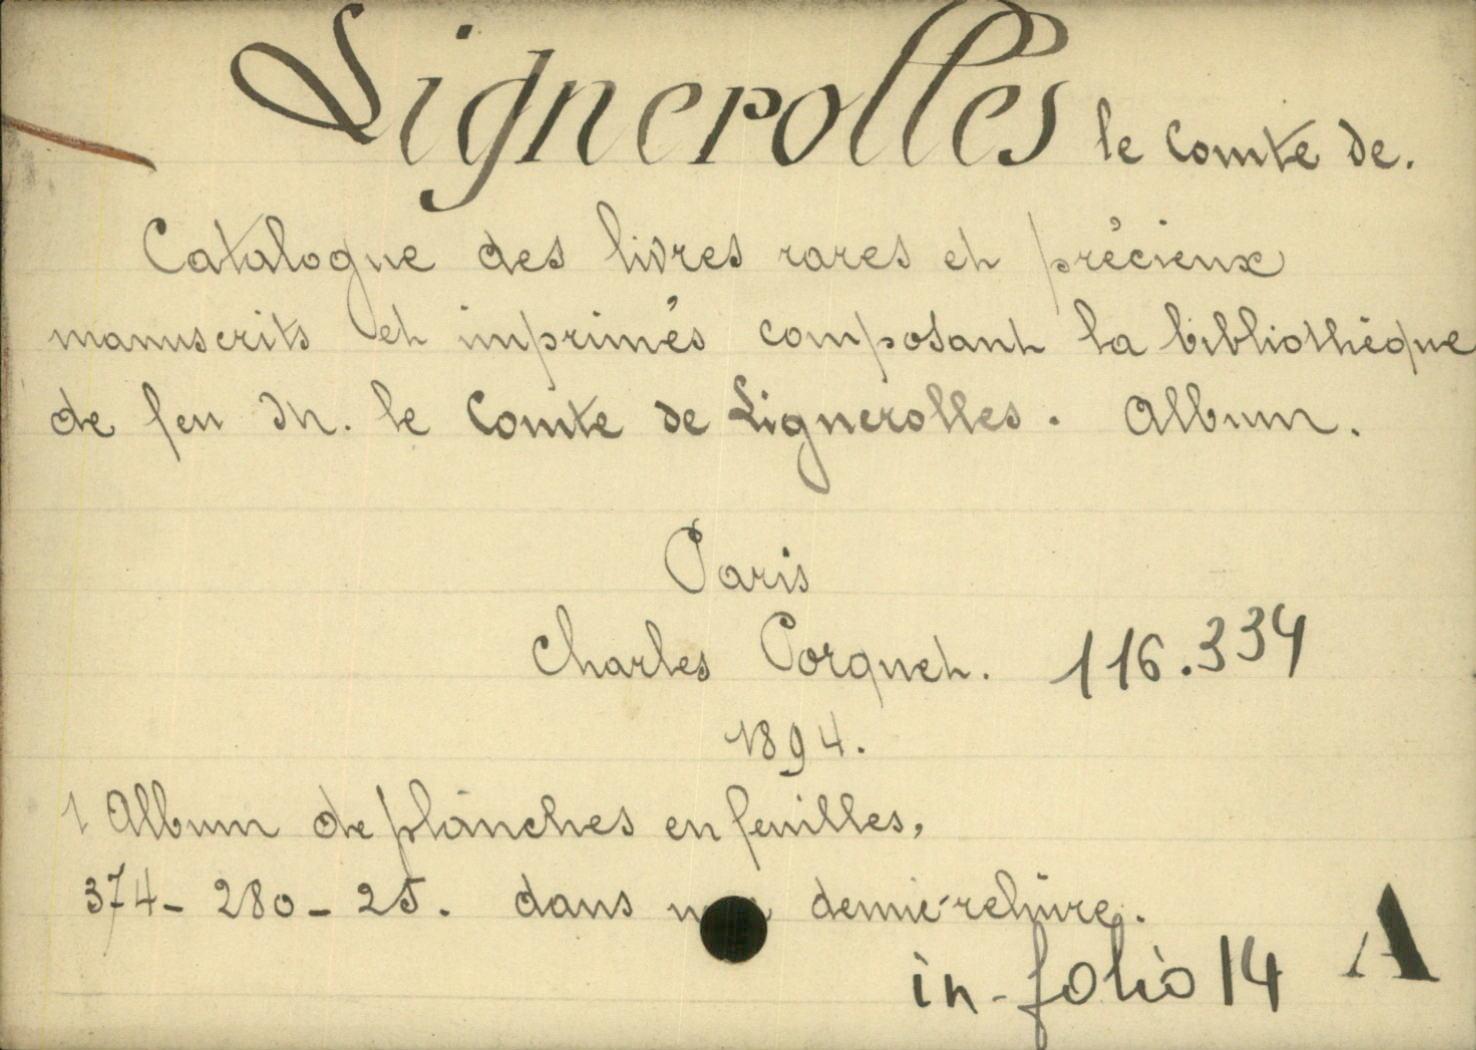 Lignerolles le Comte de.
Catalogue des livres rares et précieux
manuscrits et imprimés composant la bibliothèque
de feu M. le Comte de Lignerolles. Album.
Paris
Charles Porquet. 116.334
1894.
1 Album de planches en feuilles,
374-280-25. dans demie-reliure.
in-folio 14 A